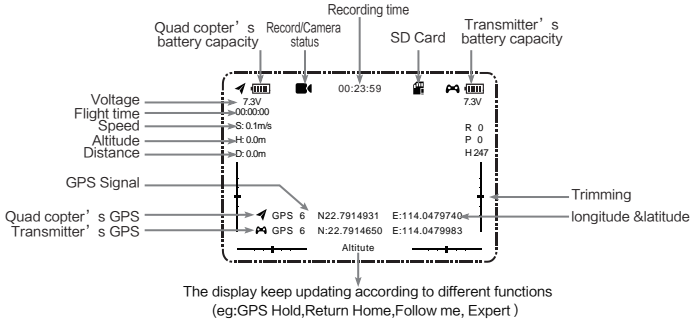 Recording time
Quad copter’s battery capacity
Record/Camera status
SD Card
Transmitter’s battery capacity
00:23:59
Voltage
7.3V
7.3V
Flight time
00:00:00
Speed
S: 0.1m/s
R 0
Altitude
H: 0.0m
P 0
Distance
D: 0.0m
H 247
GPS Signal
Trimming
Quad copter’s GPS
GPS 6 N22.7914931 E:114.0479740
longitude &latitude
Transmitter’s GPS
GPS 6 N:22.7914650 E:114.0479983
Altitute
The display keep updating according to different functions
(eg:GPS Hold,Return Home,Follow me, Expert )